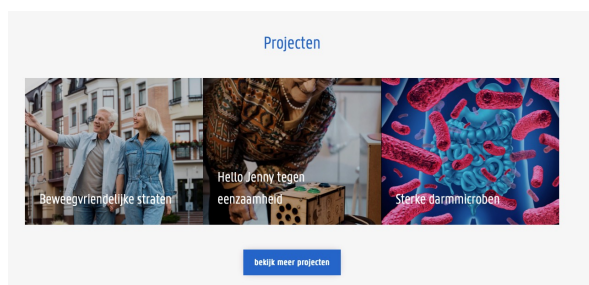 Projecten
Beweegvriendelijke straten
Hello Jenny tegen
eenzaamheid
Sterke darmmicroben
bekijk meer projecten